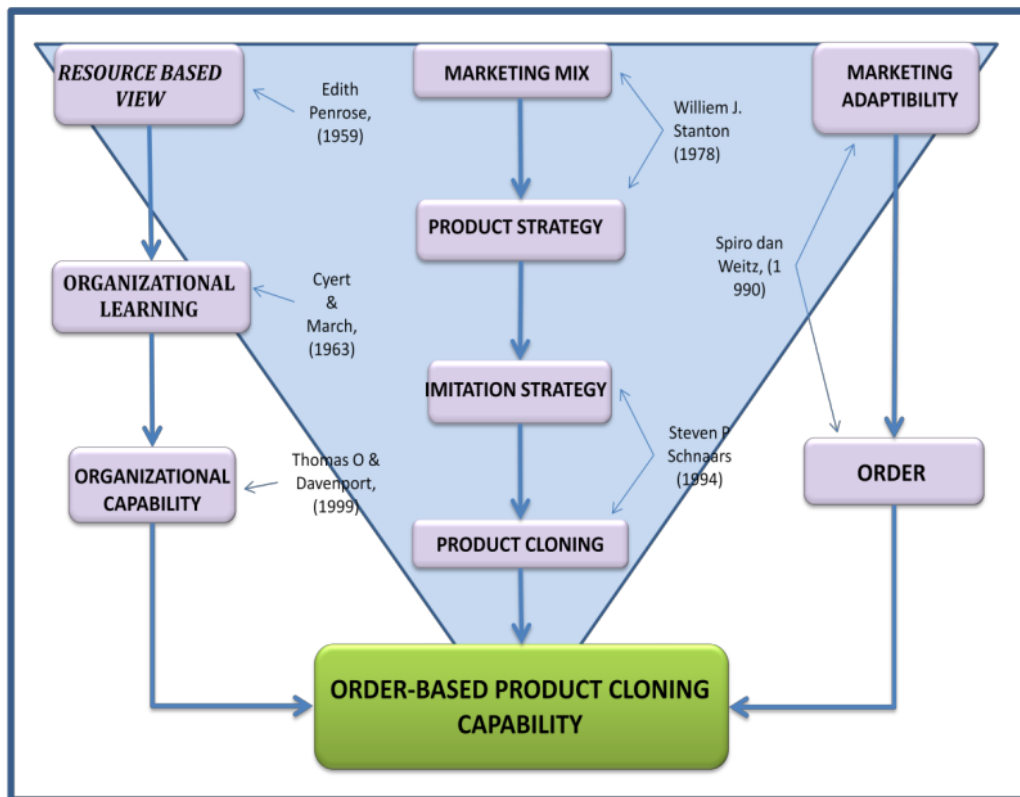 RESOURCE BASED
VIEW
Edith
Penrose,
(1959)
MARKETING MIX
Williem J.
Stanton
(1978)
MARKETING
ADAPTIBILITY
PRODUCT STRATEGY
Spiro dan
Weitz, (1
990)
ORGANIZATIONAL
LEARNING
Cyert
&
March,
(1963)
IMITATION STRATEGY
Steven P
Schnaars
(1994)
ORGANIZATIONAL
CAPABILITY
Thomas O &
Davenport,
(1999)
ORDER
PRODUCT CLONING
ORDER-BASED PRODUCT CLONING
CAPABILITY